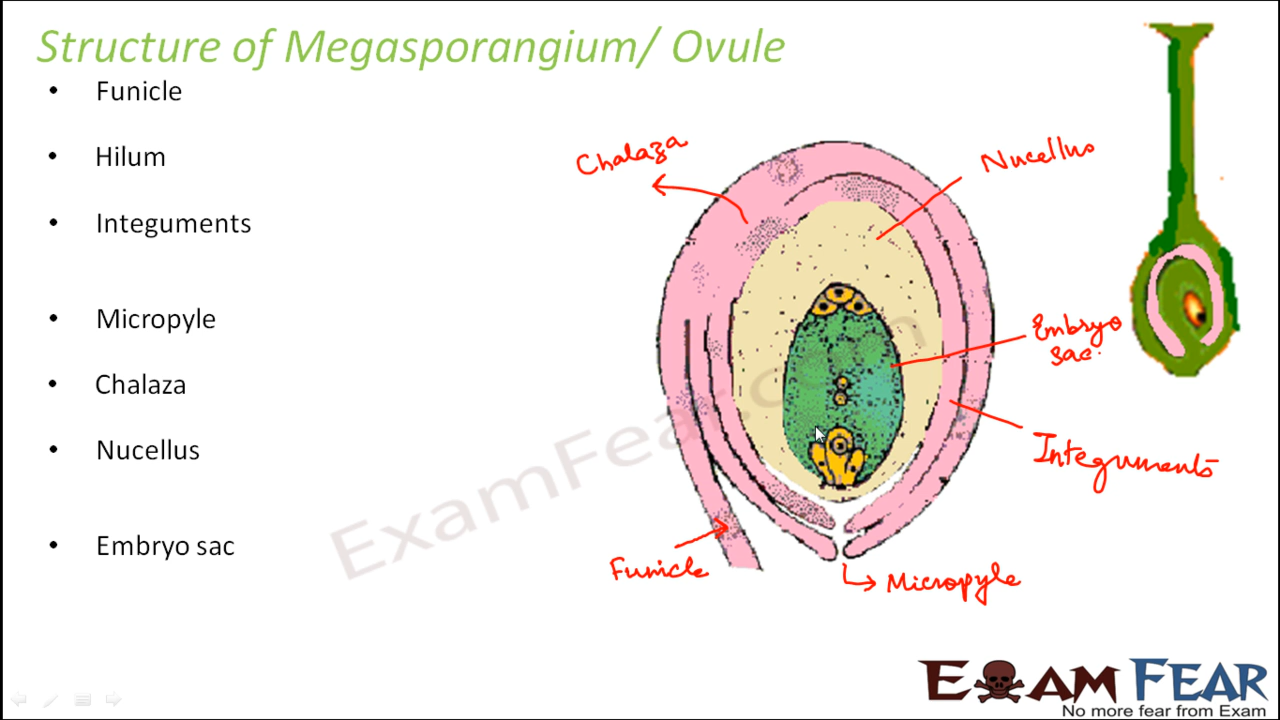 Structure of Megasporangium/ Ovule
• Funicle
• Hilum
• Integuments
• Micropyle
• Chalaza
• Nucellus
• Embryo sac
Chalaza
Nucellus
Embryo
sac.
Integuments
Funicle
Micropyle
ExamFear.com
EXAM FEAR
No more fear from Exam